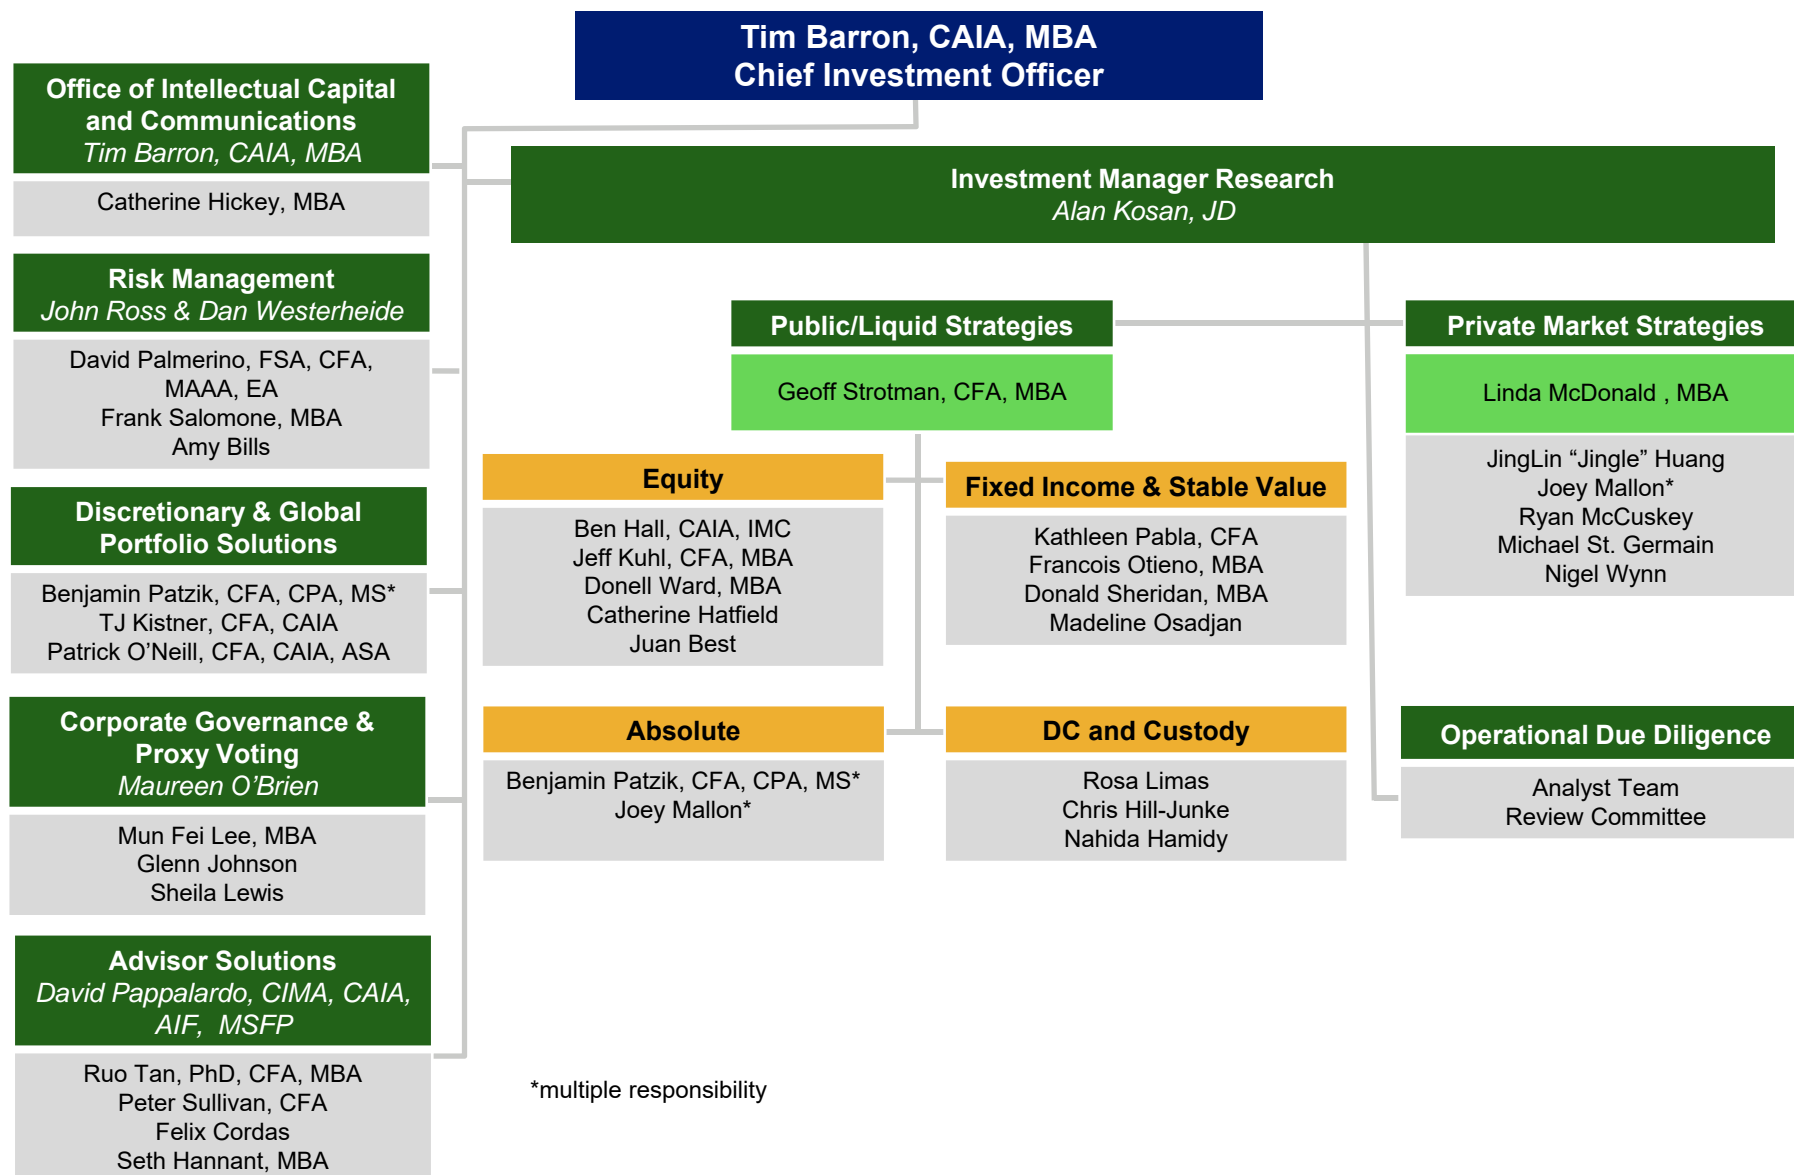 Tim Barron, CAIA, MBA
Chief Investment Officer
Office of Intellectual Capital
and Communications
Tim Barron, CAIA, MBA
Catherine Hickey, MBA
Risk Management
John Ross & Dan Westerheide
David Palmerino, FSA, CFA,
MAAA, EA
Frank Salomone, MBA
Amy Bills
Discretionary & Global
Portfolio Solutions
Benjamin Patzik, CFA, CPA, MS*
TJ Kistner, CFA, CAIA
Patrick O’Neill, CFA, CAIA, ASA
Corporate Governance &
Proxy Voting
Maureen O’Brien
Mun Fei Lee, MBA
Glenn Johnson
Sheila Lewis
Advisor Solutions
David Pappalardo, CIMA, CAIA,
AIF, MSFP
Ruo Tan, PhD, CFA, MBA
Peter Sullivan, CFA
Felix Cordas
Seth Hannant, MBA
Investment Manager Research
Alan Kosan, JD
Public/Liquid Strategies
Geoff Strotman, CFA, MBA
Equity
Ben Hall, CAIA, IMC
Jeff Kuhl, CFA, MBA
Donell Ward, MBA
Catherine Hatfield
Juan Best
Fixed Income & Stable Value
Kathleen Pabla, CFA
Francois Otieno, MBA
Donald Sheridan, MBA
Madeline Osadjan
Absolute
Benjamin Patzik, CFA, CPA, MS*
Joey Mallon*
DC and Custody
Rosa Limas
Chris Hill-Junke
Nahida Hamidy
Private Market Strategies
Linda McDonald , MBA
JingLin “Jingle” Huang
Joey Mallon*
Ryan McCuskey
Michael St. Germain
Nigel Wynn
Operational Due Diligence
Analyst Team
Review Committee
*multiple responsibility